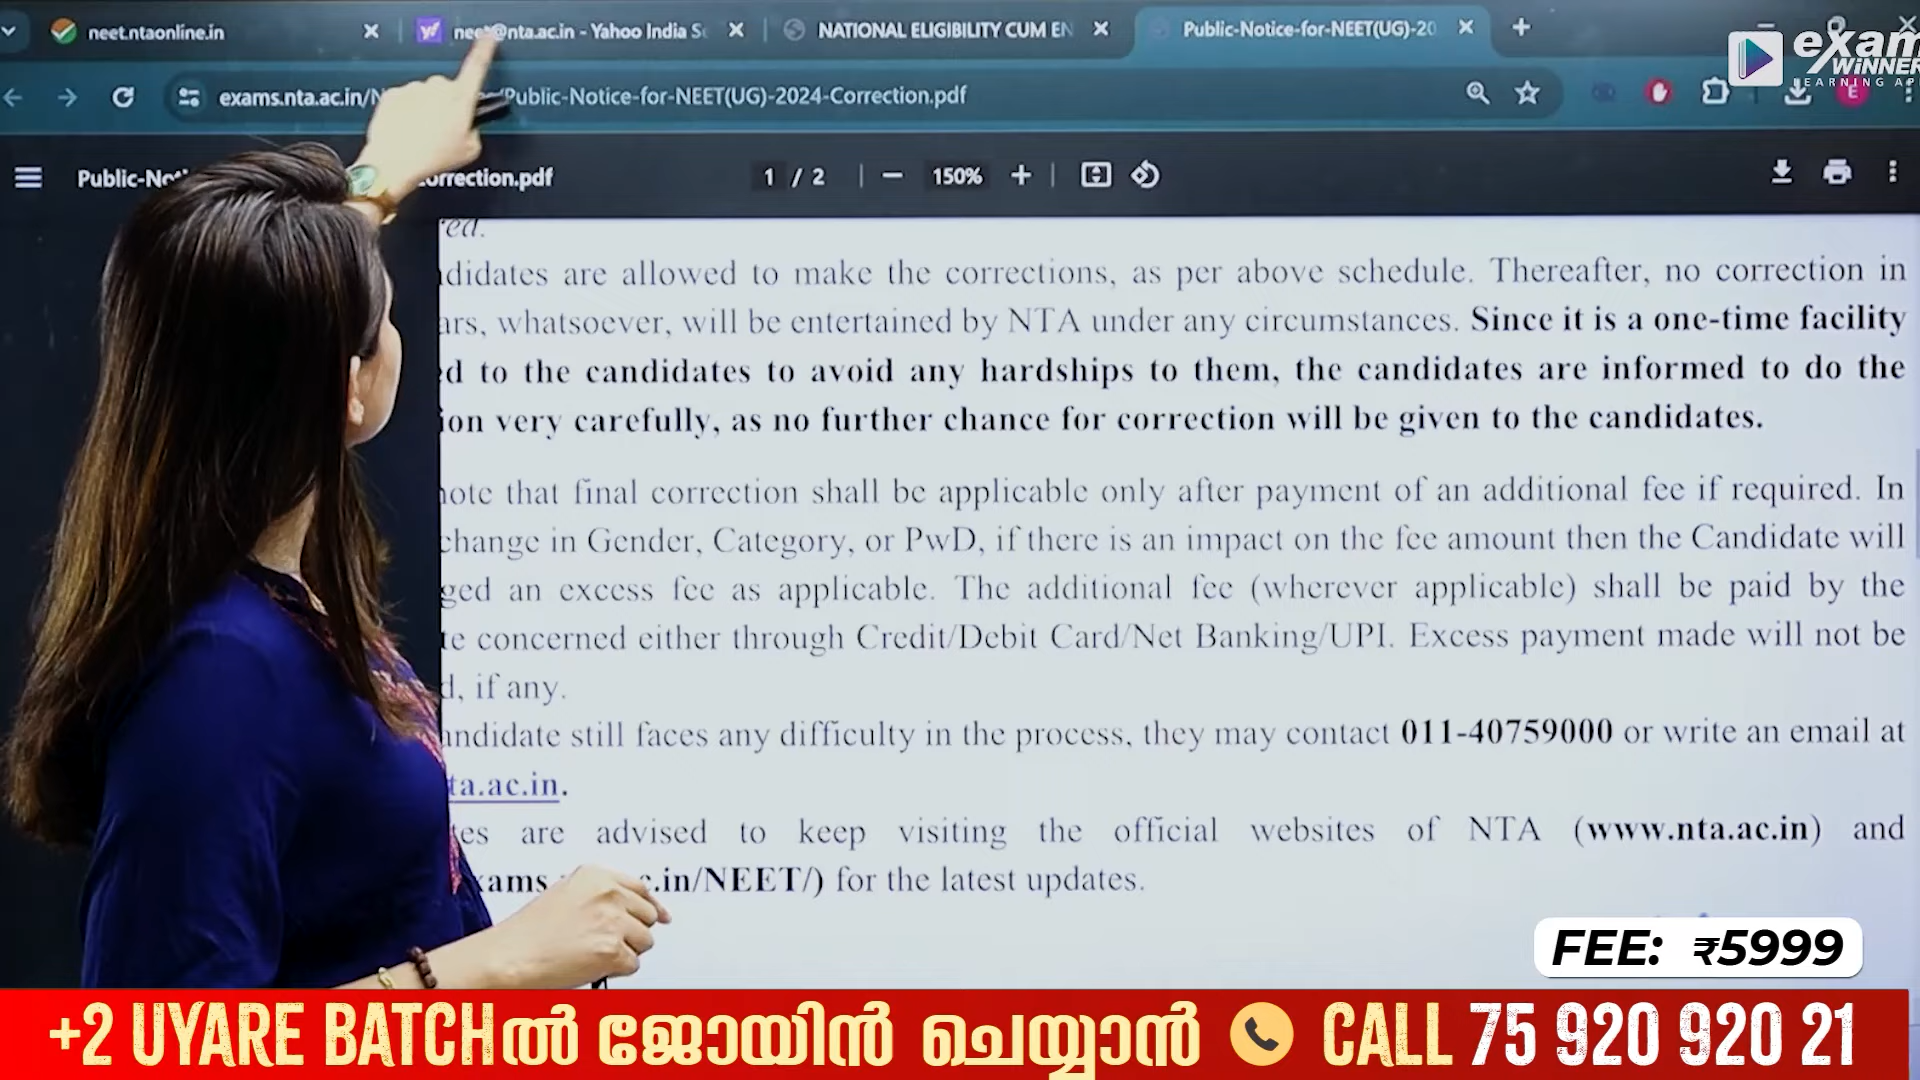 neet.ntaonline.in
neet@nta.ac.in - Yahoo India Se
NATIONAL ELIGIBILITY CUM EN
Public-Notice-for-NEET(UG)-20
exam
WINNER
LEARNING AP
exams.nta.ac.in/N
Public-Notice-for-NEET(UG)-2024-Correction.pdf
E
Public-Not
orrection.pdf
1 / 2
150%
red.
didates are allowed to make the corrections, as per above schedule. Thereafter, no correction in
ars, whatsoever, will be entertained by NTA under any circumstances. Since it is a one-time facility
d to the candidates to avoid any hardships to them, the candidates are informed to do the
ion very carefully, as no further chance for correction will be given to the candidates.
note that final correction shall be applicable only after payment of an additional fee if required. In
change in Gender, Category, or PwD, if there is an impact on the fee amount then the Candidate will
ged an excess fee as applicable. The additional fee (wherever applicable) shall be paid by the
te concerned either through Credit/Debit Card/Net Banking/UPI. Excess payment made will not be
d, if any.
andidate still faces any difficulty in the process, they may contact 011-40759000 or write an email at
ta.ac.in.
tes are advised to keep visiting the official websites of NTA (www.nta.ac.in) and
xams. c.in/NEET/) for the latest updates.
FEE: ₹5999
+2 UYARE BATCHൽ ജോയിൻ ചെയ്യാൻ CALL 75 920 920 21